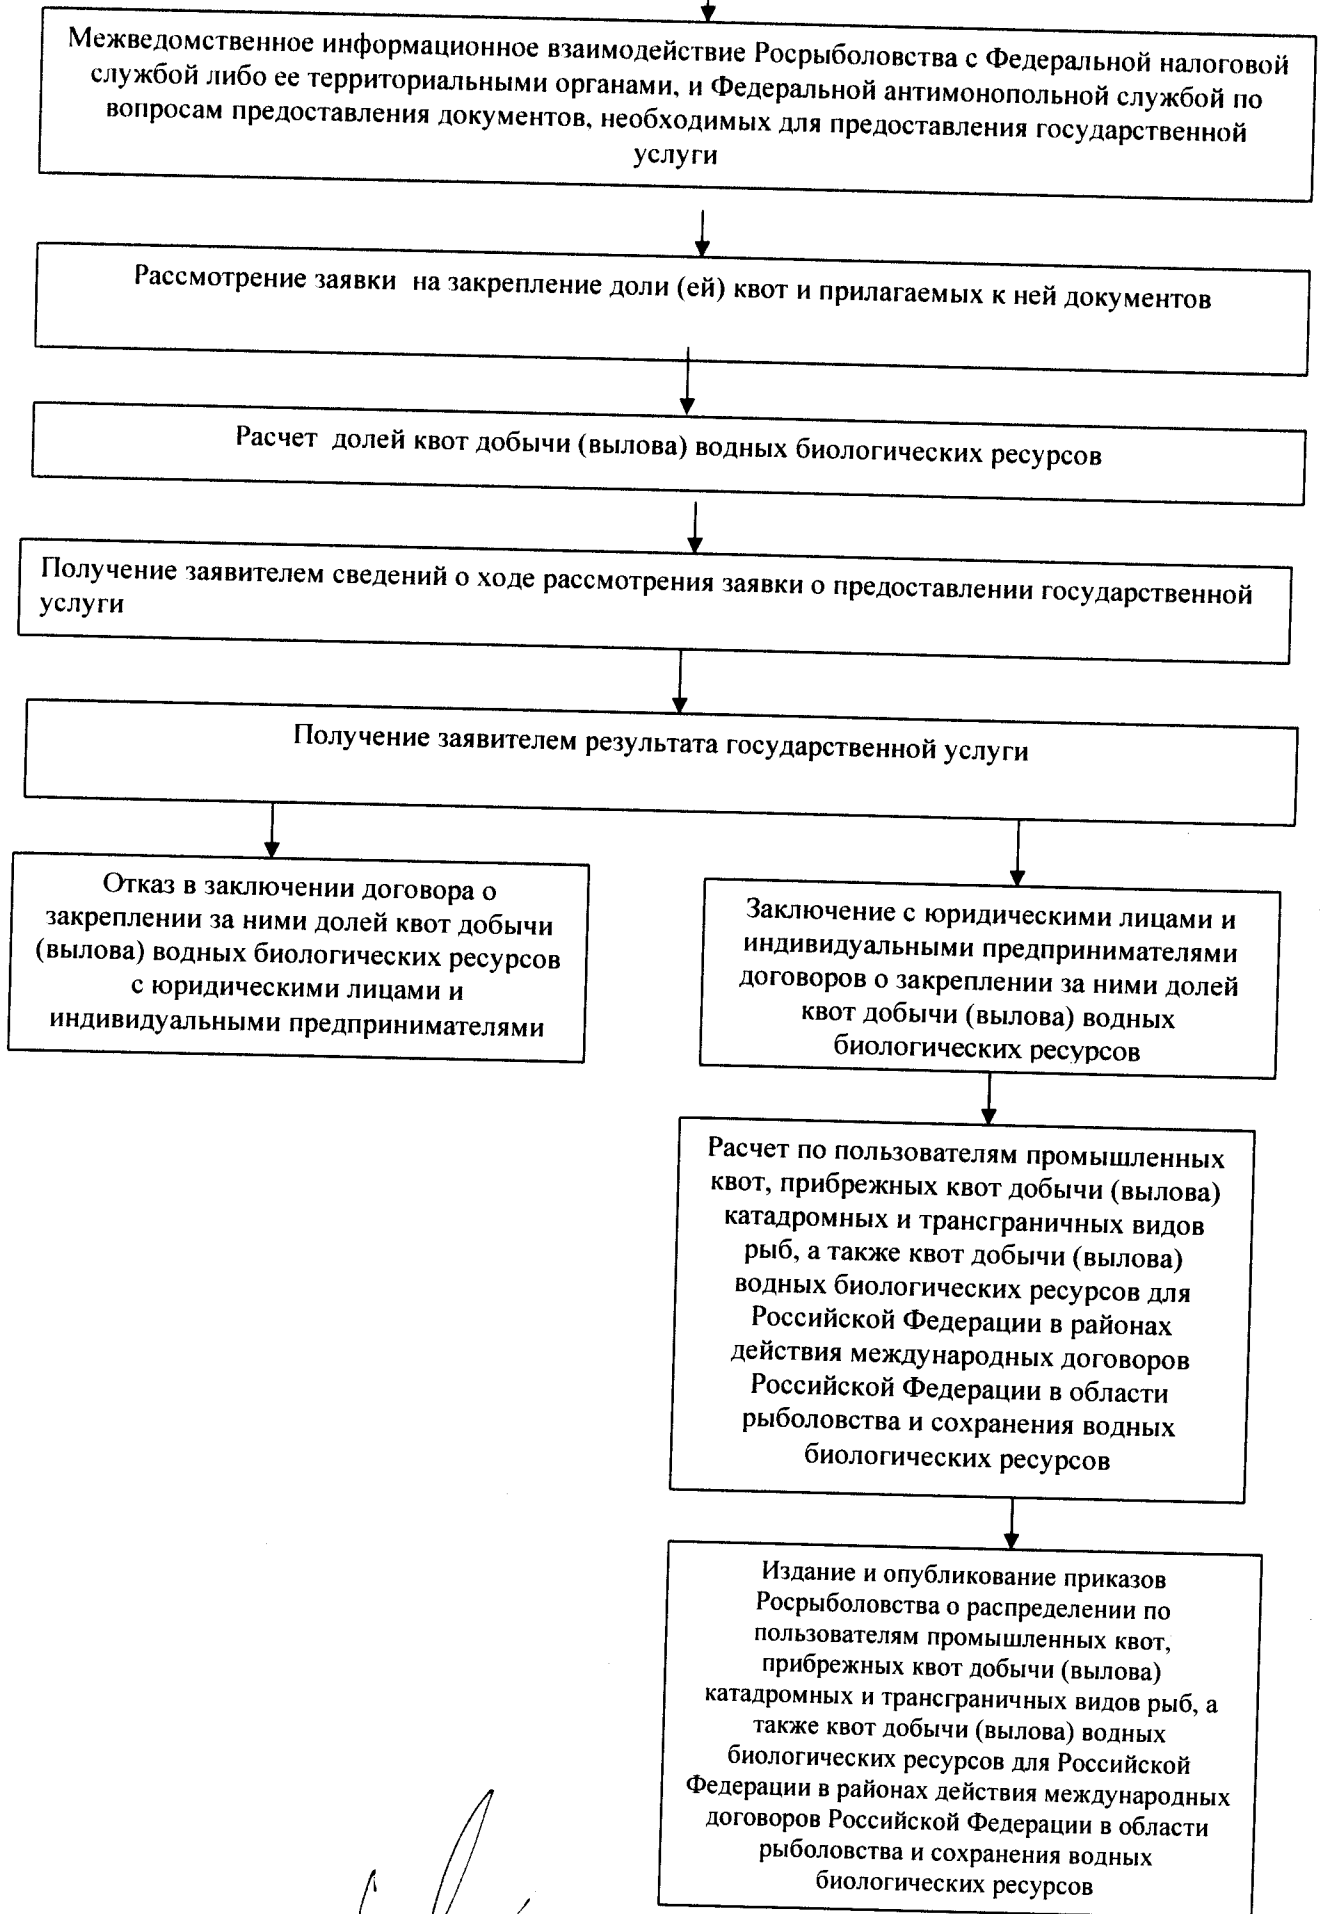 Межведомственное информационное взаимодействие Росрыболовства с Федеральной налоговой
службой либо ее территориальными органами, и Федеральной антимонопольной службой по
вопросам предоставления документов, необходимых для предоставления государственной
услуги
Рассмотрение заявки на закрепление доли (ей) квот и прилагаемых к ней документов
Расчет долей квот добычи (вылова) водных биологических ресурсов
Получение заявителем сведений о ходе рассмотрения заявки о предоставлении государственной
услуги
Получение заявителем результата государственной услуги
Отказ в заключении договора о
закреплении за ними долей квот добычи
(вылова) водных биологических ресурсов
с юридическими лицами и
индивидуальными предпринимателями
Заключение с юридическими лицами и
индивидуальными предпринимателями
договоров о закреплении за ними долей
квот добычи (вылова) водных
биологических ресурсов
Расчет по пользователям промышленных
квот, прибрежных квот добычи (вылова)
катадромных и трансграничных видов
рыб, а также квот добычи (вылова)
водных биологических ресурсов для
Российской Федерации в районах
действия международных договоров
Российской Федерации в области
рыболовства и сохранения водных
биологических ресурсов
Издание и опубликование приказов
Росрыболовства о распределении по
пользователям промышленных квот,
прибрежных квот добычи (вылова)
катадромных и трансграничных видов рыб, а
также квот добычи (вылова) водных
биологических ресурсов для Российской
Федерации в районах действия международных
договоров Российской Федерации в области
рыболовства и сохранения водных
биологических ресурсов